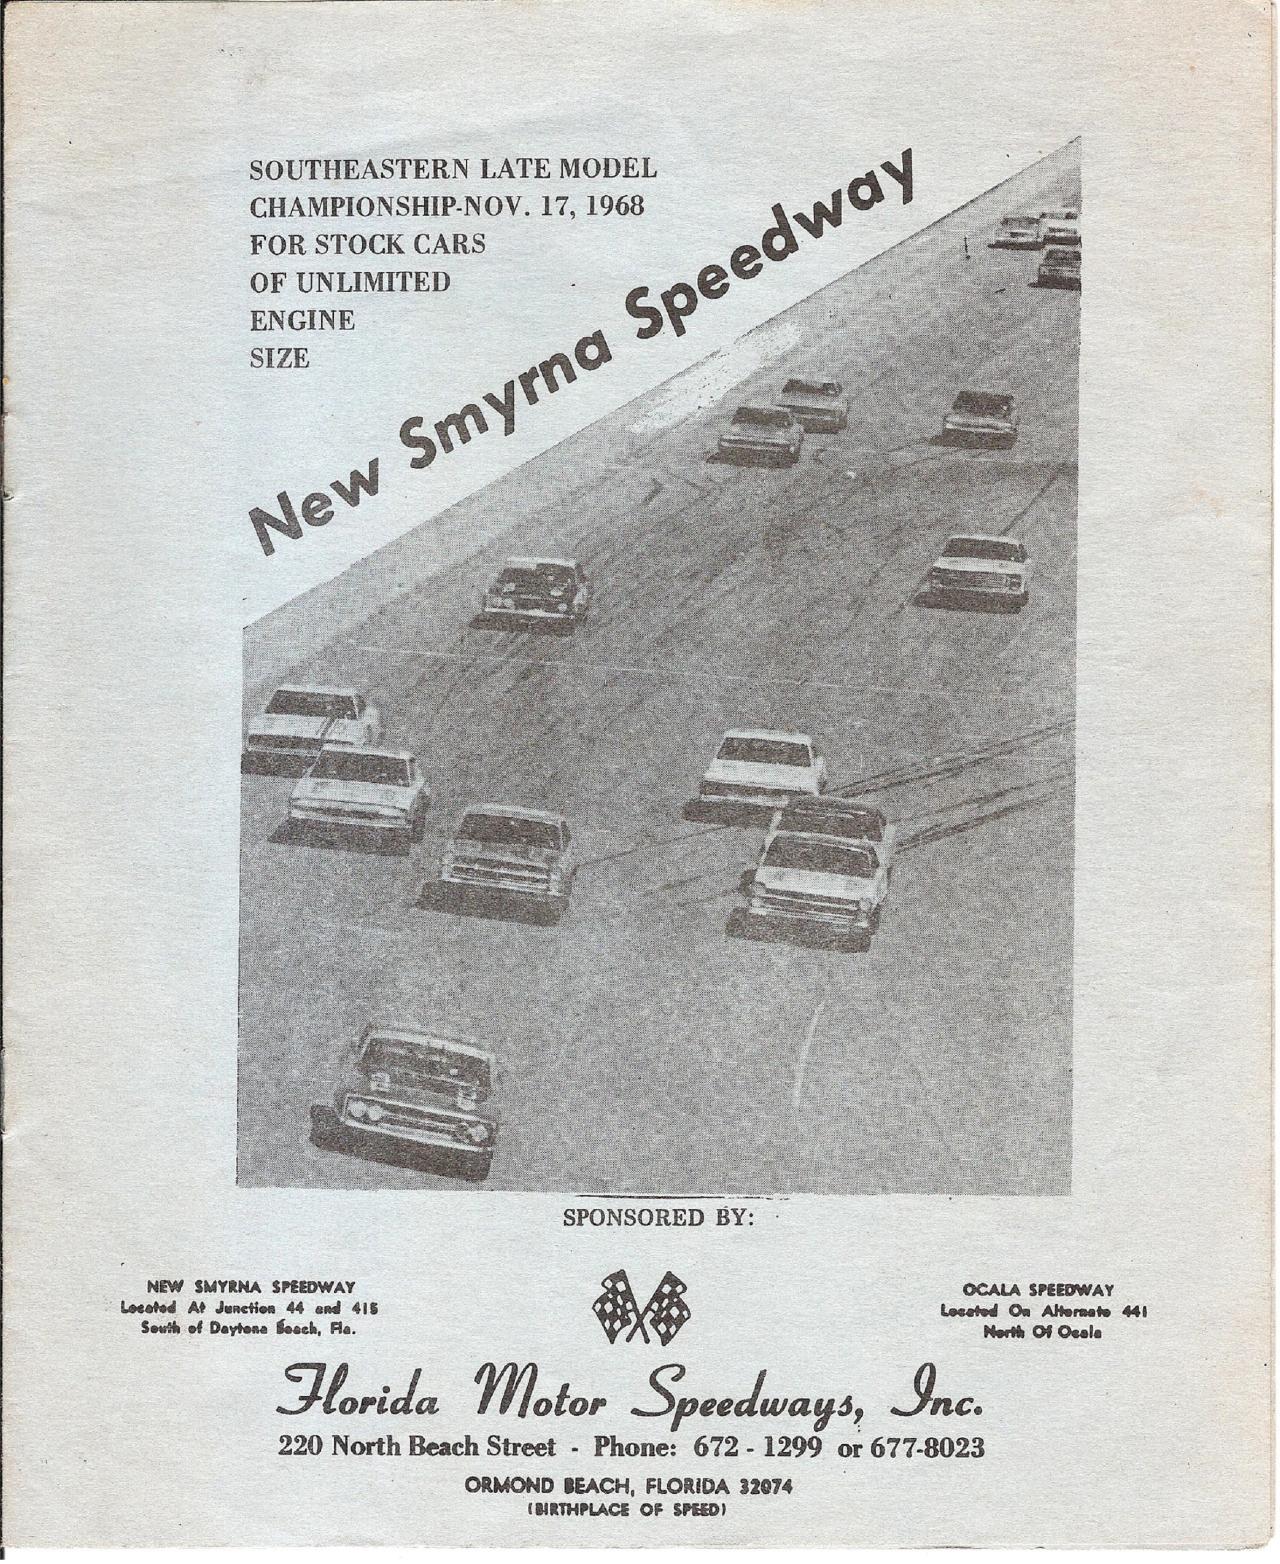 SOUTHEASTERN LATE MODEL
CHAMPIONSHIP-NOV. 17, 1968
FOR STOCK CARS
OF UNLIMITED
ENGINE
SIZE
New Smyrna Speedway
SPONSORED BY:
NEW SMYRNA SPEEDWAY
Located At Junction 44 and 415
South of Daytona Beach, Fla.
OCALA SPEEDWAY
Located On Alternate 441
North Of Ocala
Florida Motor Speedways, Inc.
220 North Beach Street - Phone: 672 - 1299 or 677-8023
ORMOND BEACH, FLORIDA 32074
(BIRTHPLACE OF SPEED)